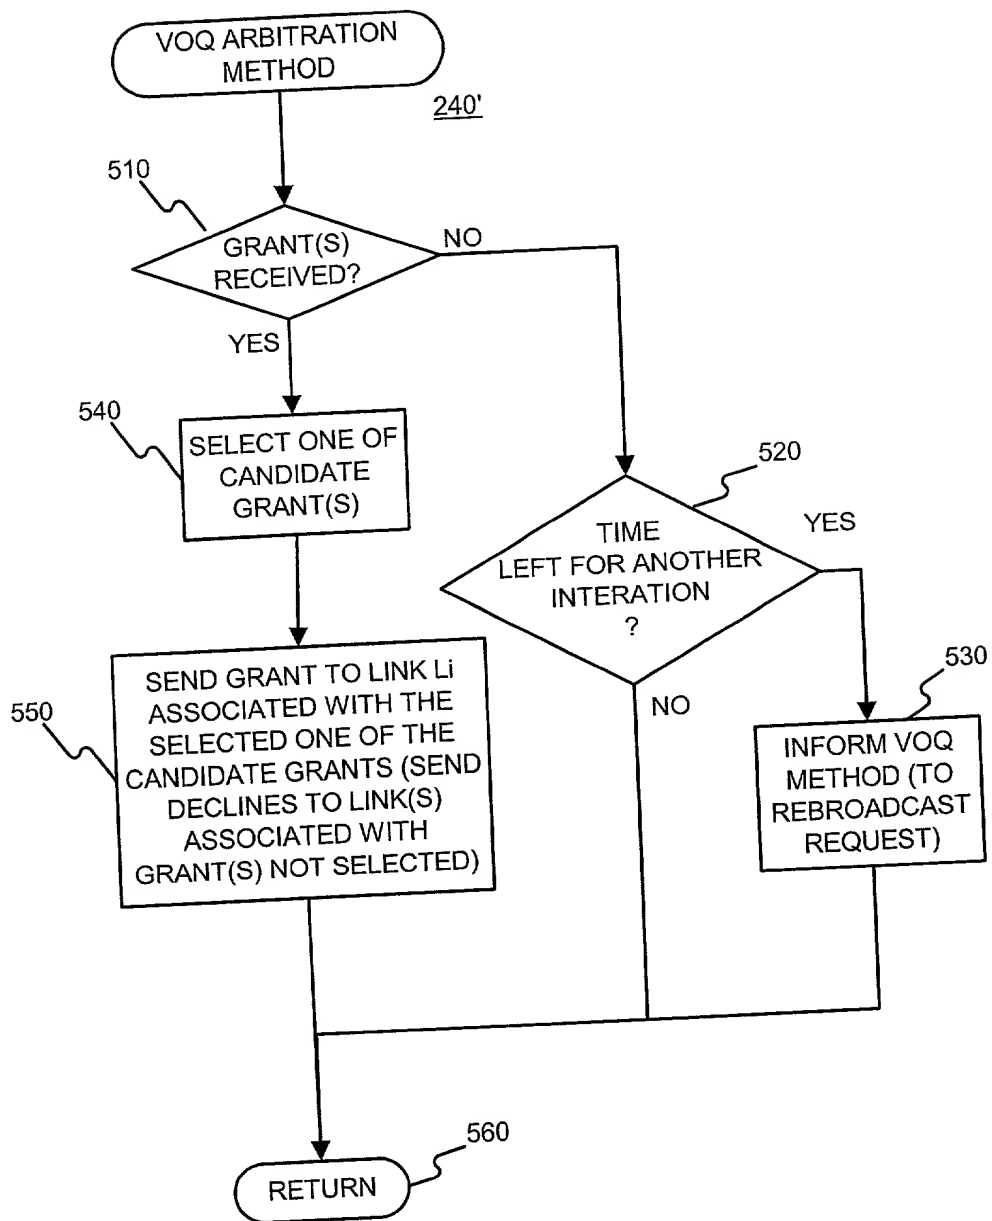 VOQ ARBITRATION
METHOD
240'
510
GRANT(S)
RECEIVED?
NO
YES
540
SELECT ONE OF
CANDIDATE
GRANT(S)
520
TIME
LEFT FOR ANOTHER
INTERATION
?
YES
NO
550
SEND GRANT TO LINK Li
ASSOCIATED WITH THE
SELECTED ONE OF THE
CANDIDATE GRANTS (SEND
DECLINES TO LINK(S)
ASSOCIATED WITH
GRANT(S) NOT SELECTED)
530
INFORM VOQ
METHOD (TO
REBROADCAST
REQUEST)
560
RETURN